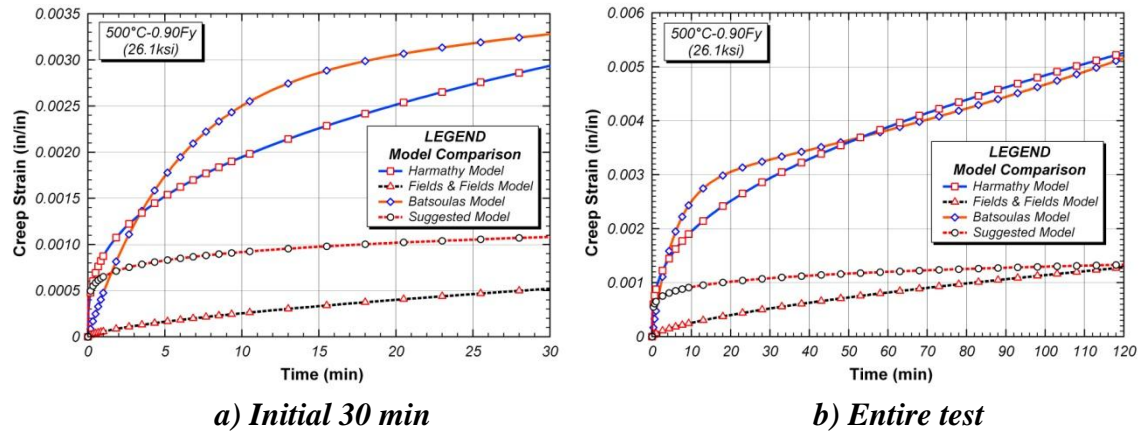 500°C-0.90Fy
(26.1ksi)
Creep Strain (in/in)
0.0035
0.0030
0.0025
0.0020
0.0015
0.0010
0.0005
0
LEGEND
Model Comparison
Harmathy Model
Fields & Fields Model
Batsoulas Model
Suggested Model
0 5 10 15 20 25 30
Time (min)
a) Initial 30 min
500°C-0.90Fy
(26.1ksi)
Creep Strain (in/in)
0.006
0.005
0.004
0.003
0.002
0.001
0
LEGEND
Model Comparison
Harmathy Model
Fields & Fields Model
Batsoulas Model
Suggested Model
0 10 20 30 40 50 60 70 80 90 100 110 120
Time (min)
b) Entire test